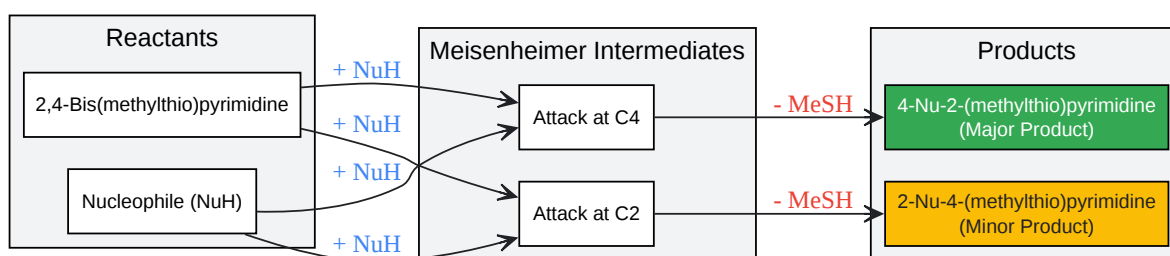 Reactants
2,4-Bis(methylthio)pyrimidine
Nucleophile (NuH)
+ NuH
+ NuH
+ NuH
+ NuH
Meisenheimer Intermediates
Attack at C4
Attack at C2
- MeSH
- MeSH
Products
4-Nu-2-(methylthio)pyrimidine
(Major Product)
2-Nu-4-(methylthio)pyrimidine
(Minor Product)